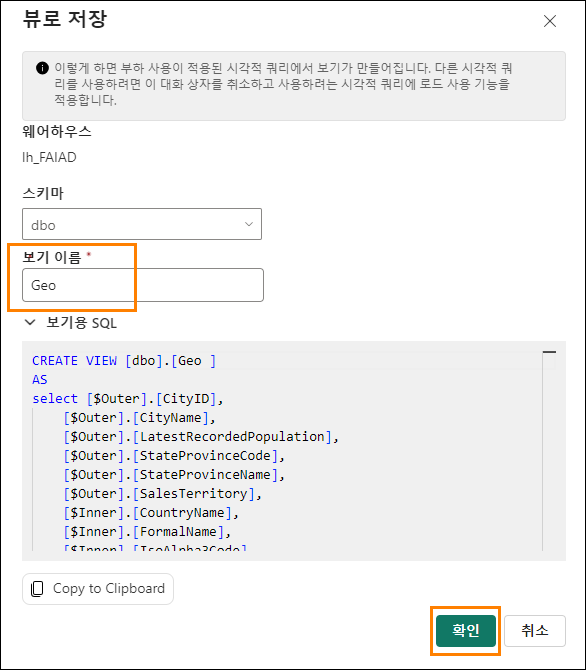 뷰로 저장
이렇게 하면 부하 사용이 적용된 시각적 쿼리에서 보기가 만들어집니다. 다른 시각적 쿼
리를 사용하려면 이 대화 상자를 취소하고 사용하려는 시각적 쿼리에 로드 사용 기능을
적용합니다.
웨어하우스
lh_FAIAD
스키마
dbo
보기 이름 *
Geo
보기용 SQL
CREATE VIEW [dbo].[Geo ]
AS
select [$Outer].[CityID],
[$Outer].[CityName],
[$Outer].[LatestRecordedPopulation],
[$Outer].[StateProvinceCode],
[$Outer].[StateProvinceName],
[$Outer].[SalesTerritory],
[$Inner].[CountryName],
[$Inner].[FormalName],
[$Inner].[IsoAlpha3Code]
Copy to Clipboard
확인
취소